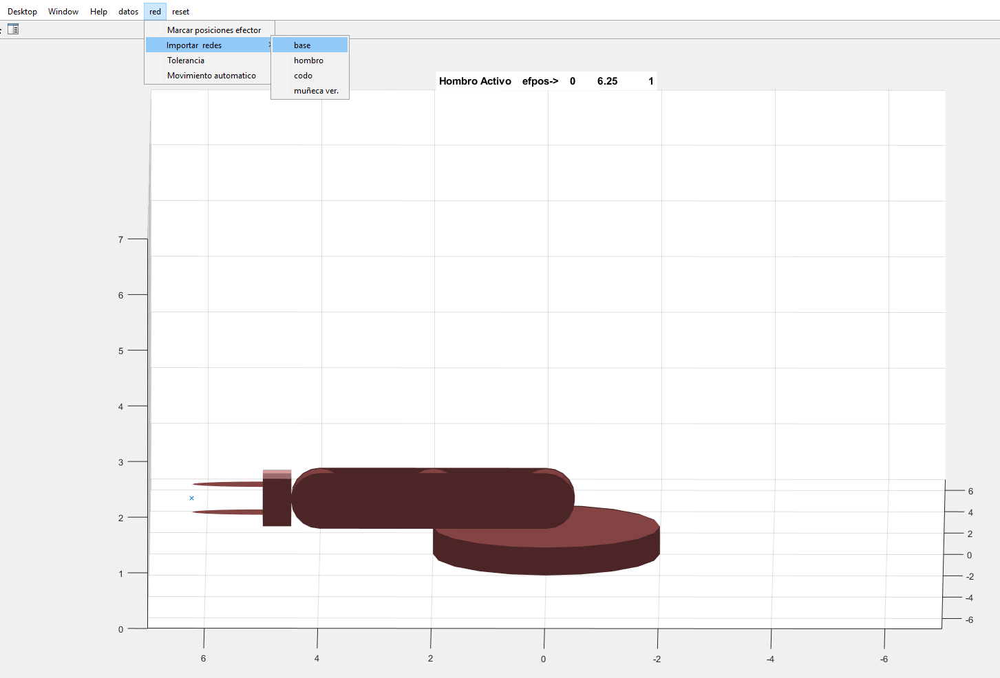 Desktop Window Help datos red reset
Marcar posiciones efector
Importar redes base
Tolerancia hombro
Movimiento automatico codo
muñeca ver.
Hombro Activo efpos-> 0 6.25 1
7
6
5
4
3
2
1
0
6
4
2
0
-2
-4
-6
6 4 2 0 -2 -4 -6